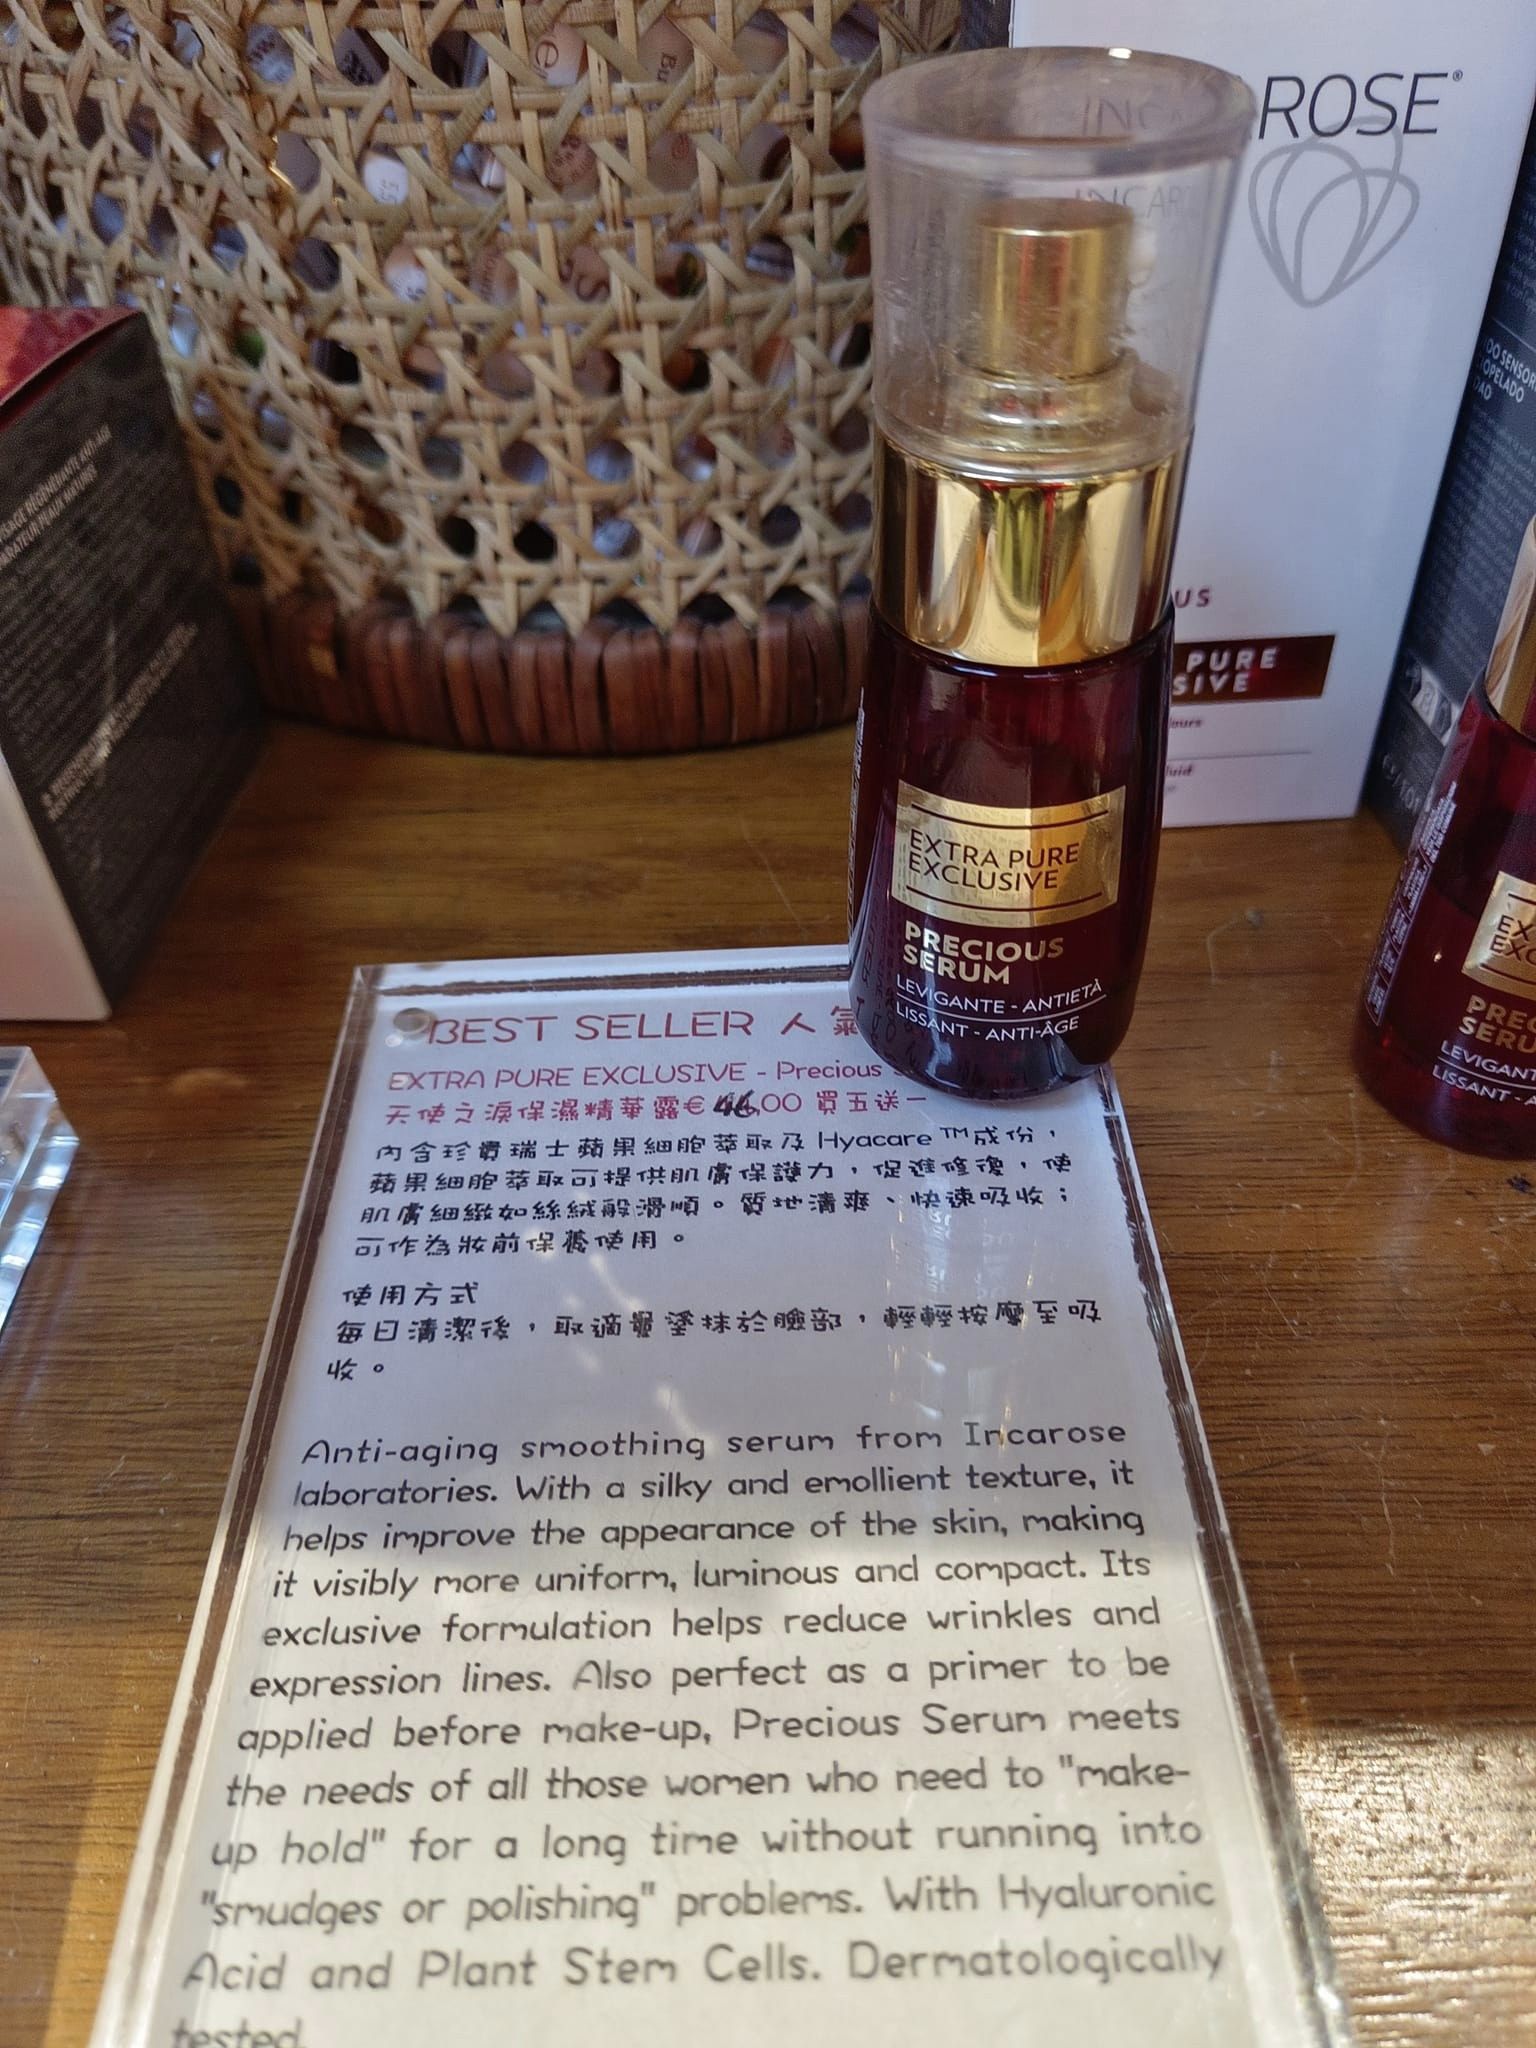 ROSE®
US
PURE
SIVE
EXTRA PURE
EXCLUSIVE
PRECIOUS
SERUM
LEVIGANTE - ANTIETÀ
LISSANT - ANTI-ÂGE
BEST SELLER 人氣
EXTRA PURE EXCLUSIVE - Precious
天使之淚保濕精華露€46.00 買五送一
內含珍貴瑞士蘋果細胞萃取及 Hyacare™成份，
蘋果細胞萃取可提供肌膚保護力，促進修復，使
肌膚細緻如絲絨般滑順。質地清爽、快速吸收；
可作為妝前保養使用。
使用方式
每日清潔後，取適量塗抹於臉部，輕輕按摩至吸
收。
Anti-aging smoothing serum from Incarose
laboratories. With a silky and emollient texture, it
helps improve the appearance of the skin, making
it visibly more uniform, luminous and compact. Its
exclusive formulation helps reduce wrinkles and
expression lines. Also perfect as a primer to be
applied before make-up, Precious Serum meets
the needs of all those women who need to "make-
up hold" for a long time without running into
"smudges or polishing" problems. With Hyaluronic
Acid and Plant Stem Cells. Dermatologically
tested.